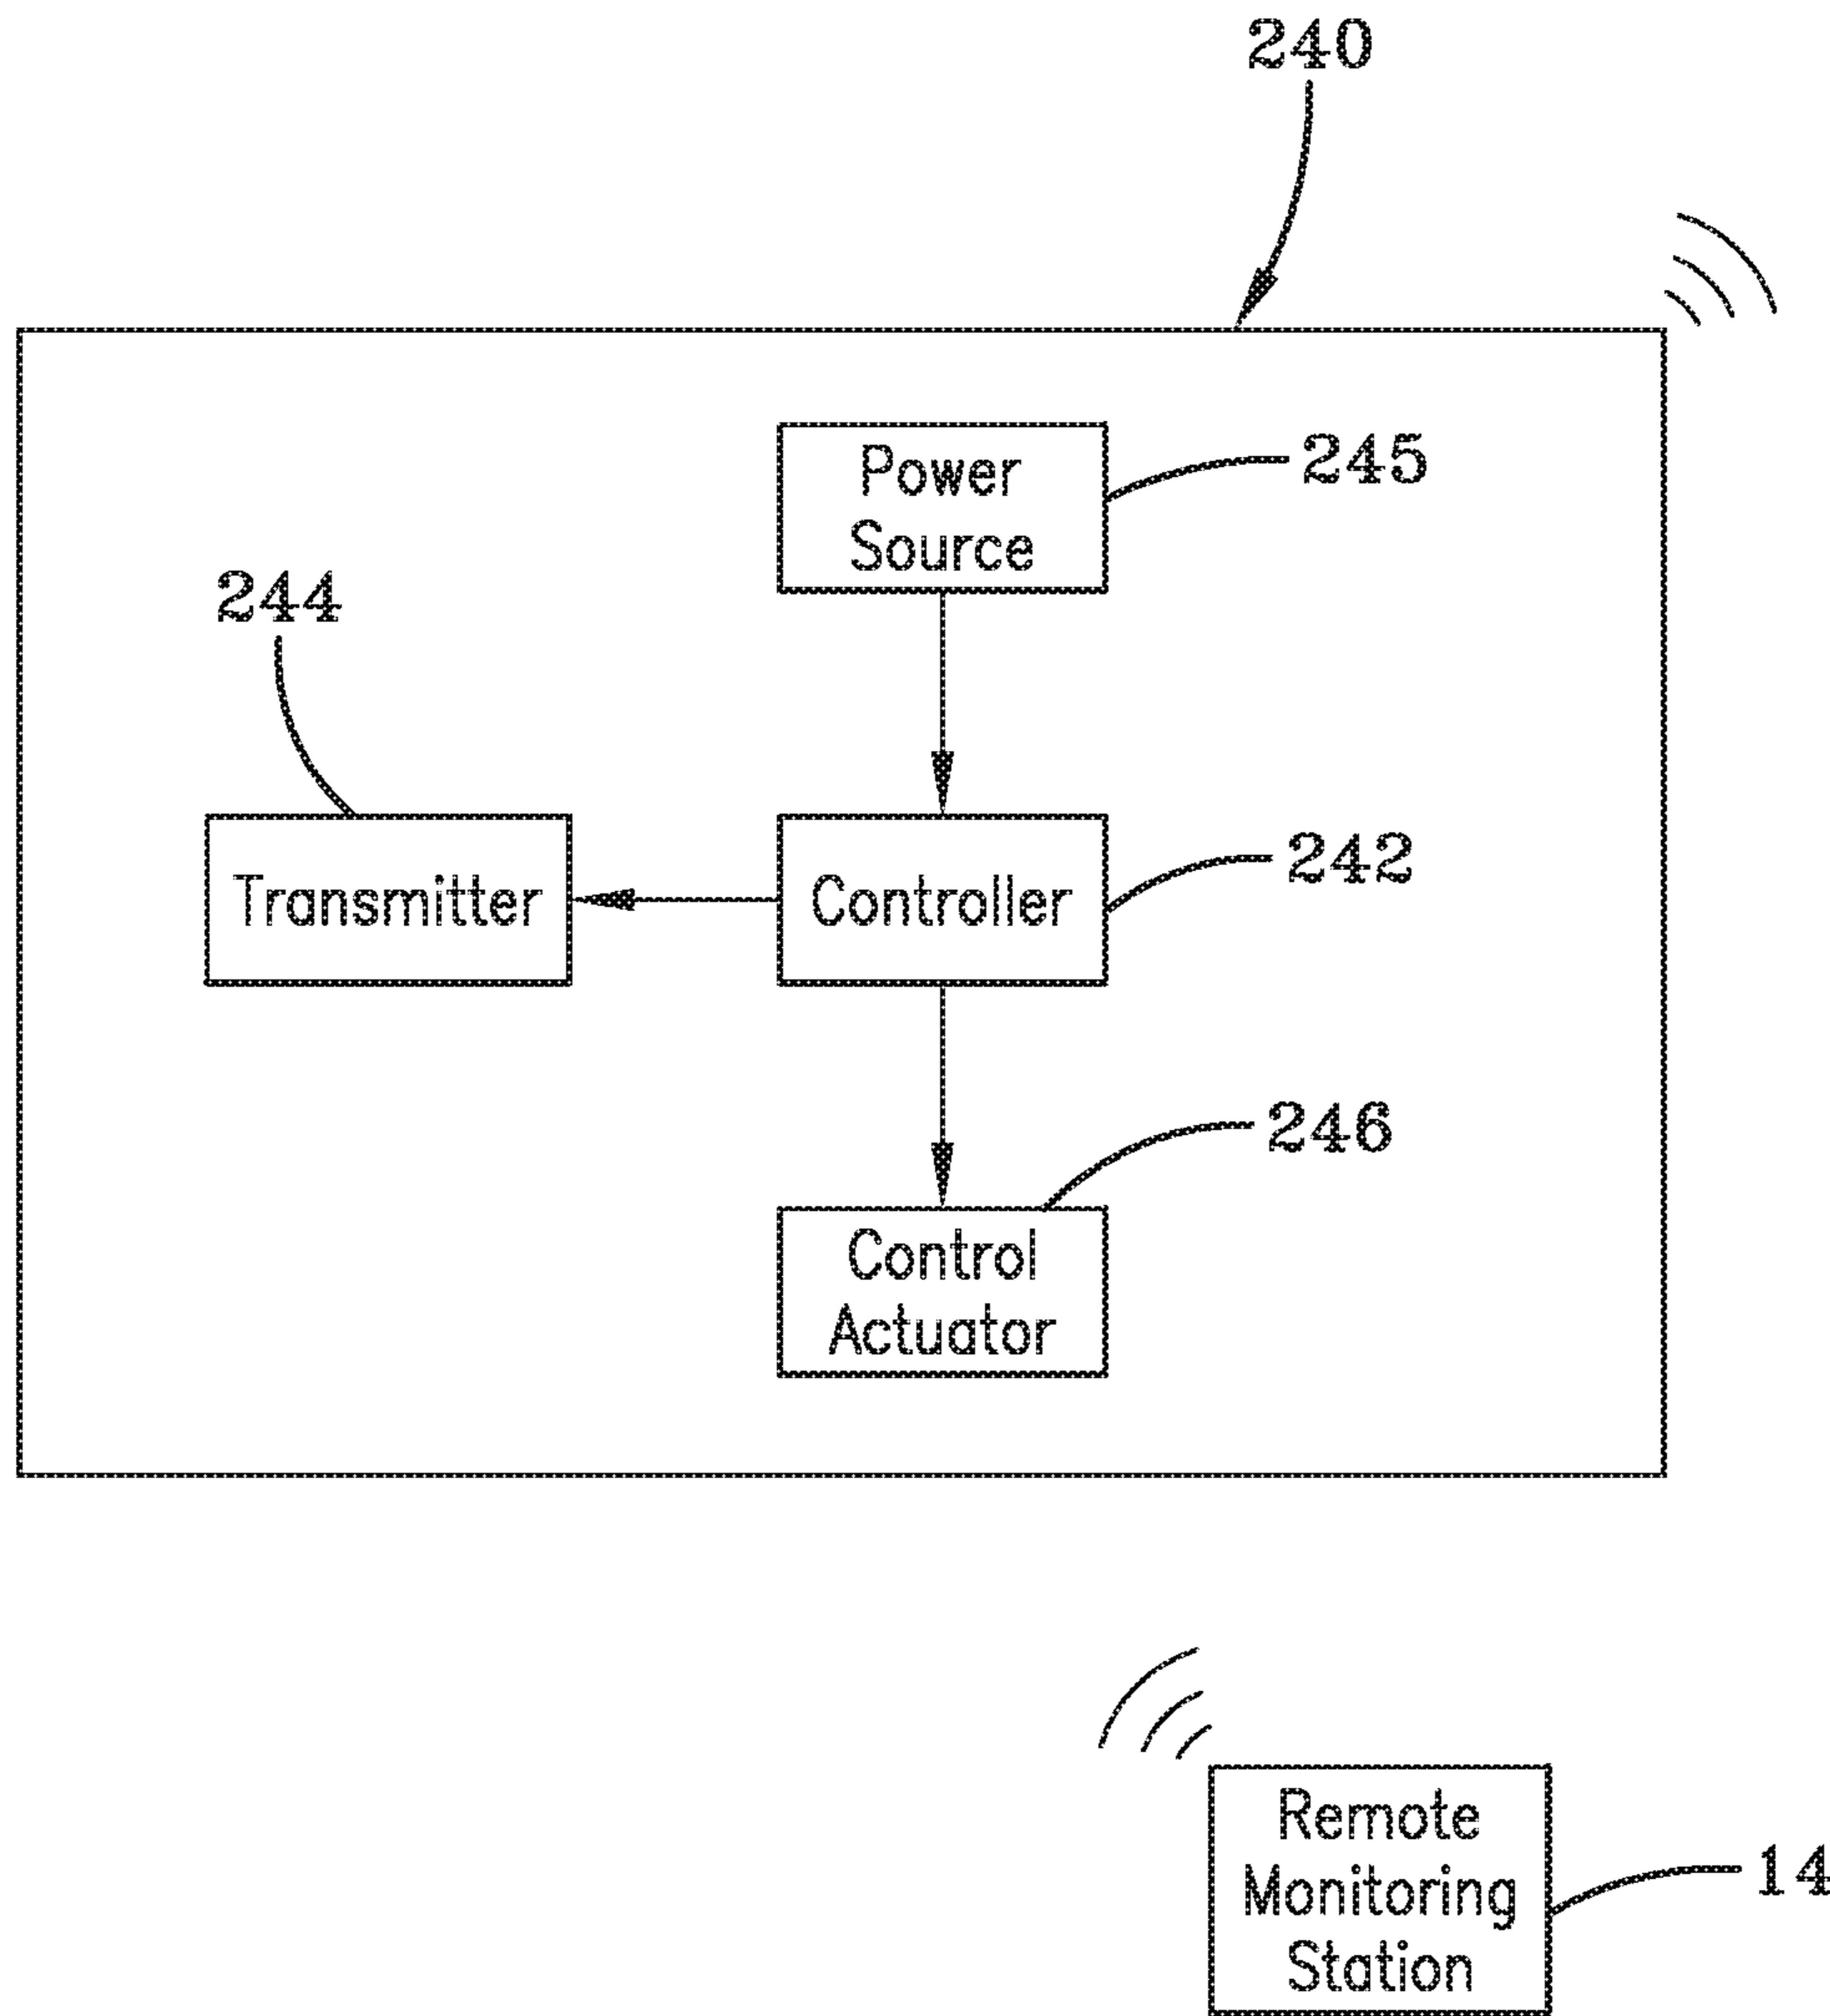 240
Power
Source
245
244
Transmitter
Controller
242
246
Control
Actuator
Remote
Monitoring
Station
14